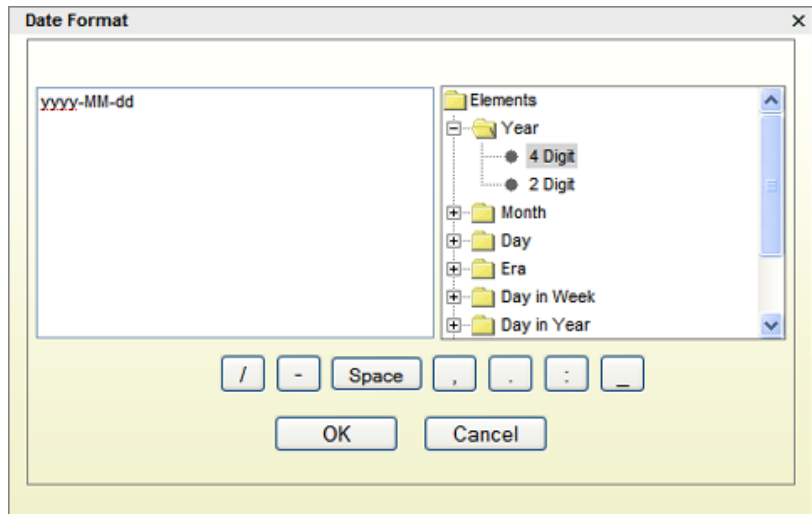 Date Format
yyyy-MM-dd
Elements
Year
4 Digit
2 Digit
Month
Day
Era
Day in Week
Day in Year
/ - Space , . : _
OK Cancel